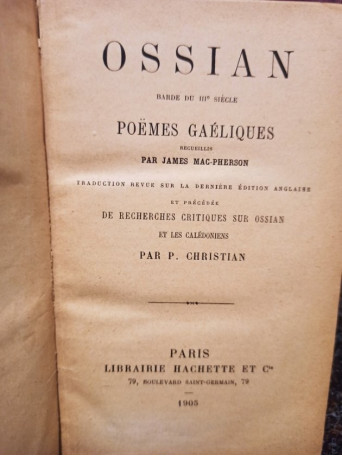 OSSIAN
BARDE DU IIIe SIÈCLE
POËMES GAÉLIQUES
RECUEILLIS
PAR JAMES MAC-PHERSON
TRADUCTION REVUE SUR LA DERNIÈRE ÉDITION ANGLAISE
ET PRÉCÉDÉE
DE RECHERCHES CRITIQUES SUR OSSIAN
ET LES CALÉDONIENS
PAR P. CHRISTIAN
PARIS
LIBRAIRIE HACHETTE ET Cie
79, BOULEVARD SAINT-GERMAIN, 79
1905